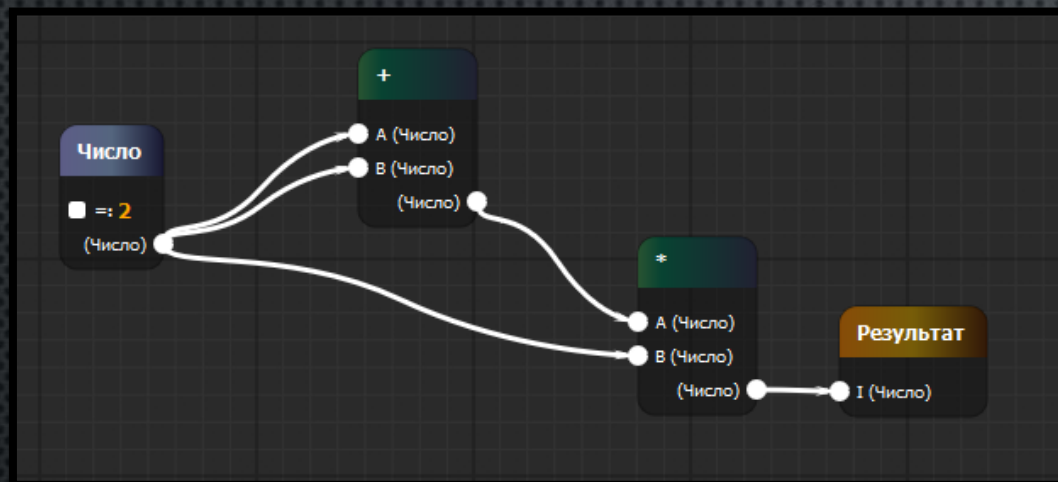 Число
=: 2
(Число)
+
A (Число)
B (Число)
(Число)
*
A (Число)
B (Число)
(Число)
Результат
I (Число)